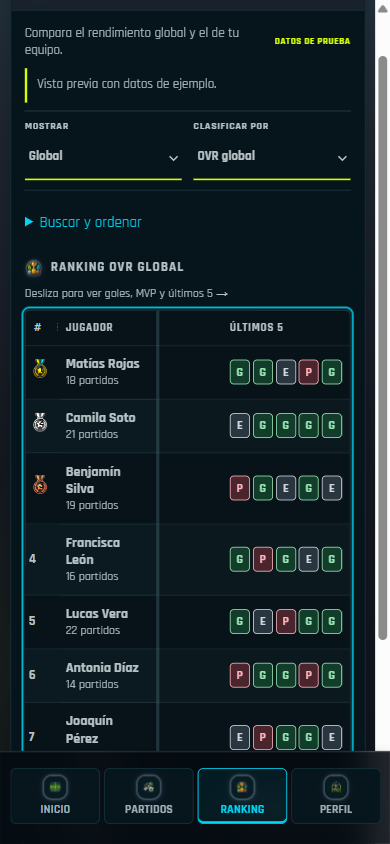 Compara el rendimiento global y el de tu
equipo.
DATOS DE PRUEBA
Vista previa con datos de ejemplo.
MOSTRAR
CLASIFICAR POR
Global
OVR global
▶ Buscar y ordenar
RANKING OVR GLOBAL
Desliza para ver goles, MVP y últimos 5 →
# JUGADOR ÚLTIMOS 5
Matías Rojas
18 partidos
G G E P G
Camila Soto
21 partidos
E G G G G
Benjamín
Silva
19 partidos
P G E G E
4
Francisca
León
16 partidos
G P G E G
5
Lucas Vera
22 partidos
G E P G G
6
Antonia Díaz
14 partidos
P G G P G
7
Joaquín
Pérez
E P G G E
INICIO PARTIDOS RANKING PERFIL